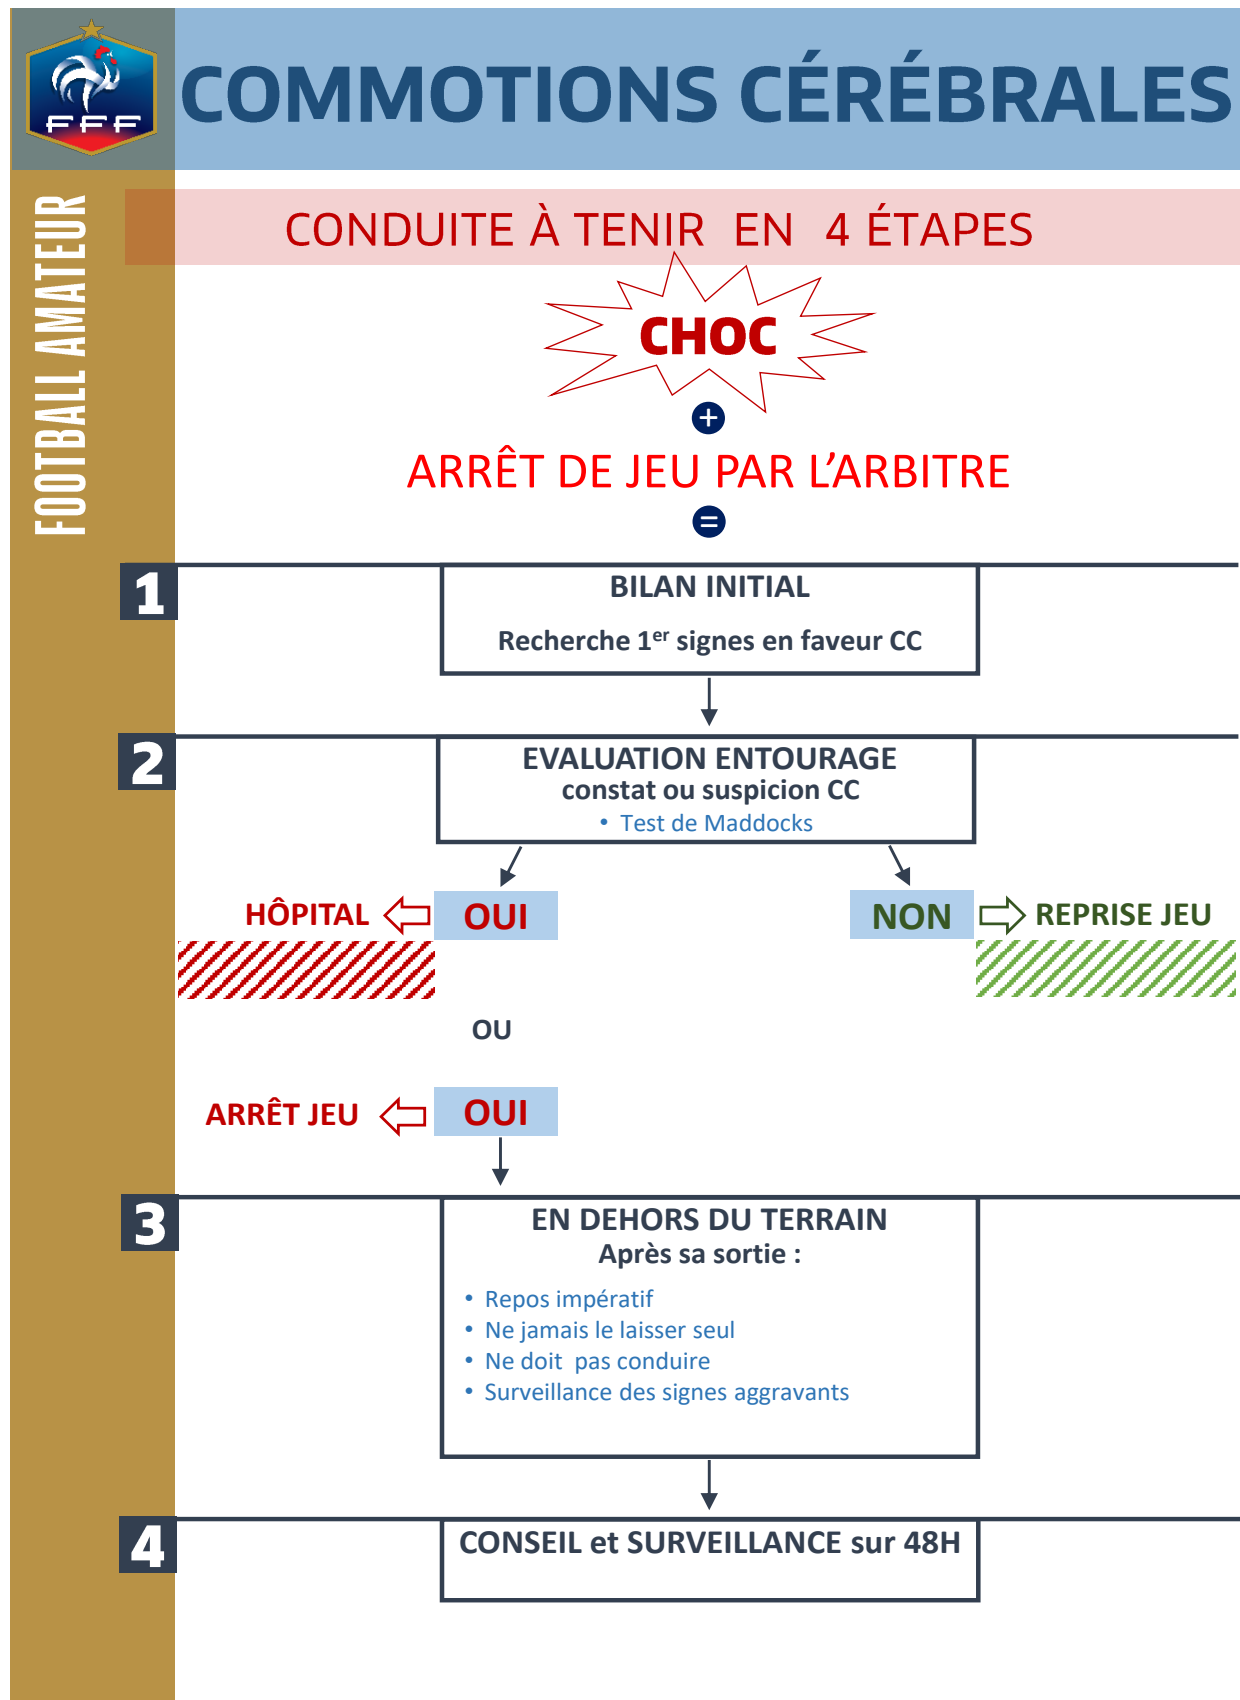 FFF
COMMOTIONS CÉRÉBRALES
FOOTBALL AMATEUR
CONDUITE À TENIR EN 4 ÉTAPES
CHOC
+
ARRÊT DE JEU PAR L'ARBITRE
=
1
BILAN INITIAL
Recherche 1er signes en faveur CC
2
EVALUATION ENTOURAGE
constat ou suspicion CC
• Test de Maddocks
HÔPITAL OUI NON REPRISE JEU
OU
ARRÊT JEU OUI
3
EN DEHORS DU TERRAIN
Après sa sortie :
• Repos impératif
• Ne jamais le laisser seul
• Ne doit pas conduire
• Surveillance des signes aggravants
4
CONSEIL et SURVEILLANCE sur 48H